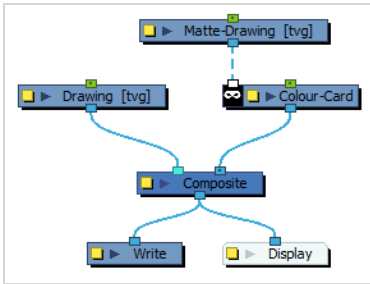 Matte-Drawing [tvg]
Drawing [tvg]
Colour-Card
Composite
Write
Display